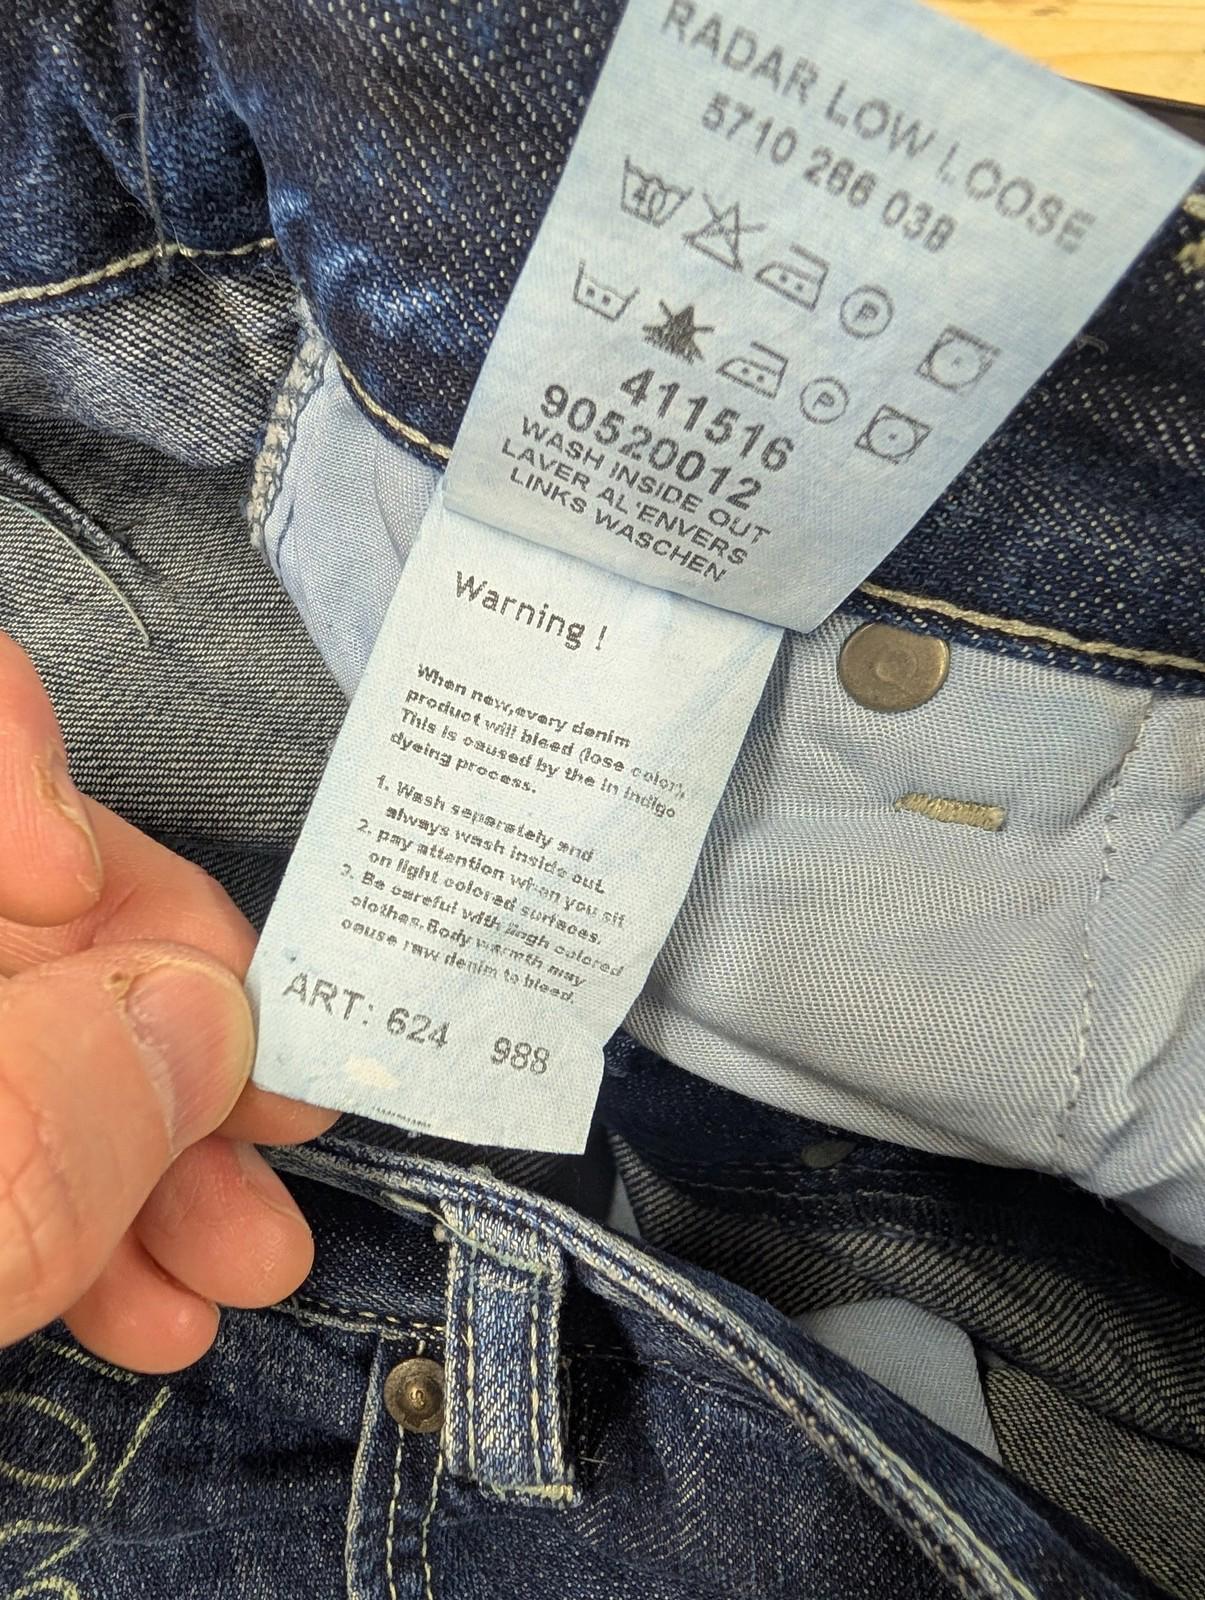 RADAR LOW LOOSE
5710 266 03B
40
P
P
411516
90520012
WASH INSIDE OUT
LAVER AL'ENVERS
LINKS WASCHEN
Warning !
When new,every denim
product will bleed (lose color).
This is caused by the in indigo
dyeing process.
1. Wash separately and
always wash inside out.
2. pay attention when you sit
on light colored surfaces.
3. Be careful with lingh colored
clothes.Body warmth may
cause raw denim to bleed.
ART: 624 988